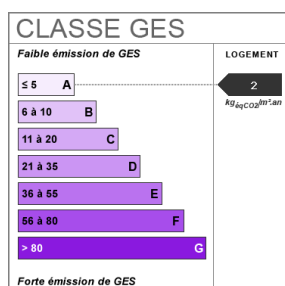 CLASSE GES
Faible émission de GES
LOGEMENT
≤ 5 A
2
kgéqCO2/m².an
6 à 10 B
11 à 20 C
21 à 35 D
36 à 55 E
56 à 80 F
> 80 G
Forte émission de GES